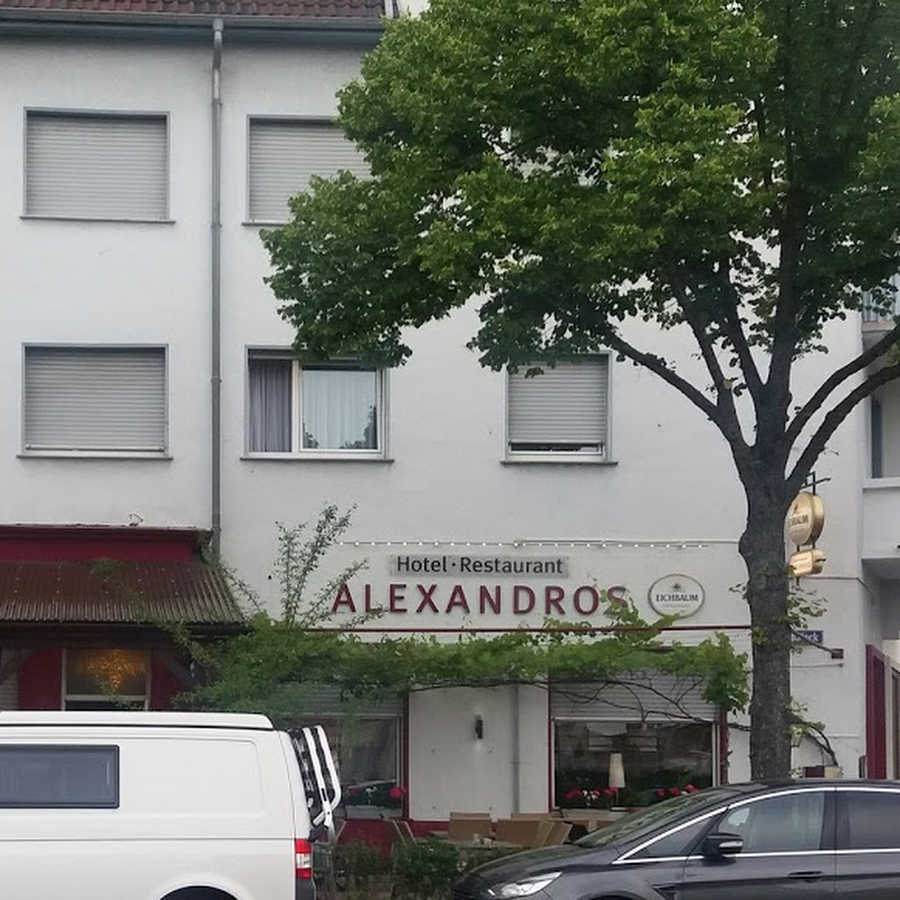 Hotel · Restaurant
ALEXANDROS
EICHBAUM